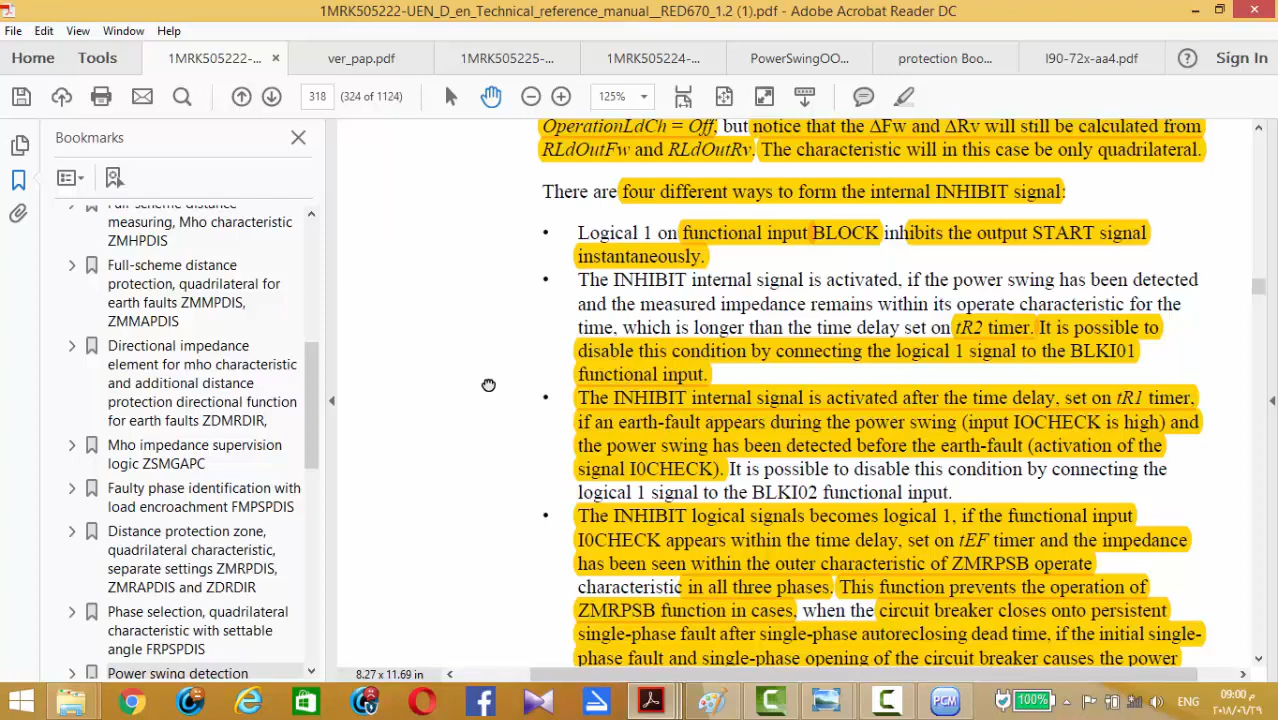 1MRK505222-UEN_D_en_Technical_reference_manual__RED670_1.2 (1).pdf - Adobe Acrobat Reader DC
File Edit View Window Help
Home Tools 1MRK505222-... × ver_pap.pdf 1MRK505225-... 1MRK505224-... PowerSwingOO... protection Boo... I90-72x-aa4.pdf Sign In
318 (324 of 1124) 125%
Bookmarks
Full-scheme distance
measuring, Mho characteristic
ZMHPDIS
Full-scheme distance
protection, quadrilateral for
earth faults ZMMPDIS,
ZMMAPDIS
Directional impedance
element for mho characteristic
and additional distance
protection directional function
for earth faults ZDMRDIR,
Mho impedance supervision
logic ZSMGAPC
Faulty phase identification with
load encroachment FMPSPDIS
Distance protection zone,
quadrilateral characteristic,
separate settings ZMRPDIS,
ZMRAPDIS and ZDRDIR
Phase selection, quadrilateral
characteristic with settable
angle FRPSPDIS
Power swing detection
OperationLdCh = Off, but notice that the ΔFw and ΔRv will still be calculated from
RLdOutFw and RLdOutRv. The characteristic will in this case be only quadrilateral.
There are four different ways to form the internal INHIBIT signal:
• Logical 1 on functional input BLOCK inhibits the output START signal
instantaneously.
• The INHIBIT internal signal is activated, if the power swing has been detected
and the measured impedance remains within its operate characteristic for the
time, which is longer than the time delay set on tR2 timer. It is possible to
disable this condition by connecting the logical 1 signal to the BLKI01
functional input.
• The INHIBIT internal signal is activated after the time delay, set on tR1 timer,
if an earth-fault appears during the power swing (input IOCHECK is high) and
the power swing has been detected before the earth-fault (activation of the
signal I0CHECK). It is possible to disable this condition by connecting the
logical 1 signal to the BLKI02 functional input.
• The INHIBIT logical signals becomes logical 1, if the functional input
I0CHECK appears within the time delay, set on tEF timer and the impedance
has been seen within the outer characteristic of ZMRPSB operate
characteristic in all three phases. This function prevents the operation of
ZMRPSB function in cases, when the circuit breaker closes onto persistent
single-phase fault after single-phase autoreclosing dead time, if the initial single-
phase fault and single-phase opening of the circuit breaker causes the power
8.27 x 11.69 in
PGM 100% ENG 09:00 م
٢٠١٨/٠٦/٢٩